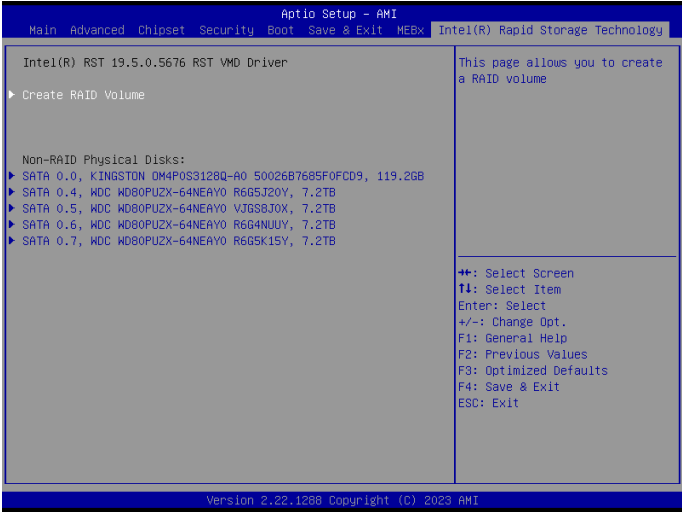 Aptio Setup - AMI
Main Advanced Chipset Security Boot Save & Exit MEBx Intel(R) Rapid Storage Technology
Intel(R) RST 19.5.0.5676 RST VMD Driver
Create RAID Volume
Non-RAID Physical Disks:
SATA 0.0, KINGSTON OM4P0S3128Q-A0 50026B7685F0FCD9, 119.2GB
SATA 0.4, WDC WD80PUZX-64NEAY0 R6G5J20Y, 7.2TB
SATA 0.5, WDC WD80PUZX-64NEAY0 VJGS8J0X, 7.2TB
SATA 0.6, WDC WD80PUZX-64NEAY0 R6G4NUUY, 7.2TB
SATA 0.7, WDC WD80PUZX-64NEAY0 R6G5K15Y, 7.2TB
This page allows you to create
a RAID volume
→←: Select Screen
↑↓: Select Item
Enter: Select
+/-: Change Opt.
F1: General Help
F2: Previous Values
F3: Optimized Defaults
F4: Save & Exit
ESC: Exit
Version 2.22.1288 Copyright (C) 2023 AMI